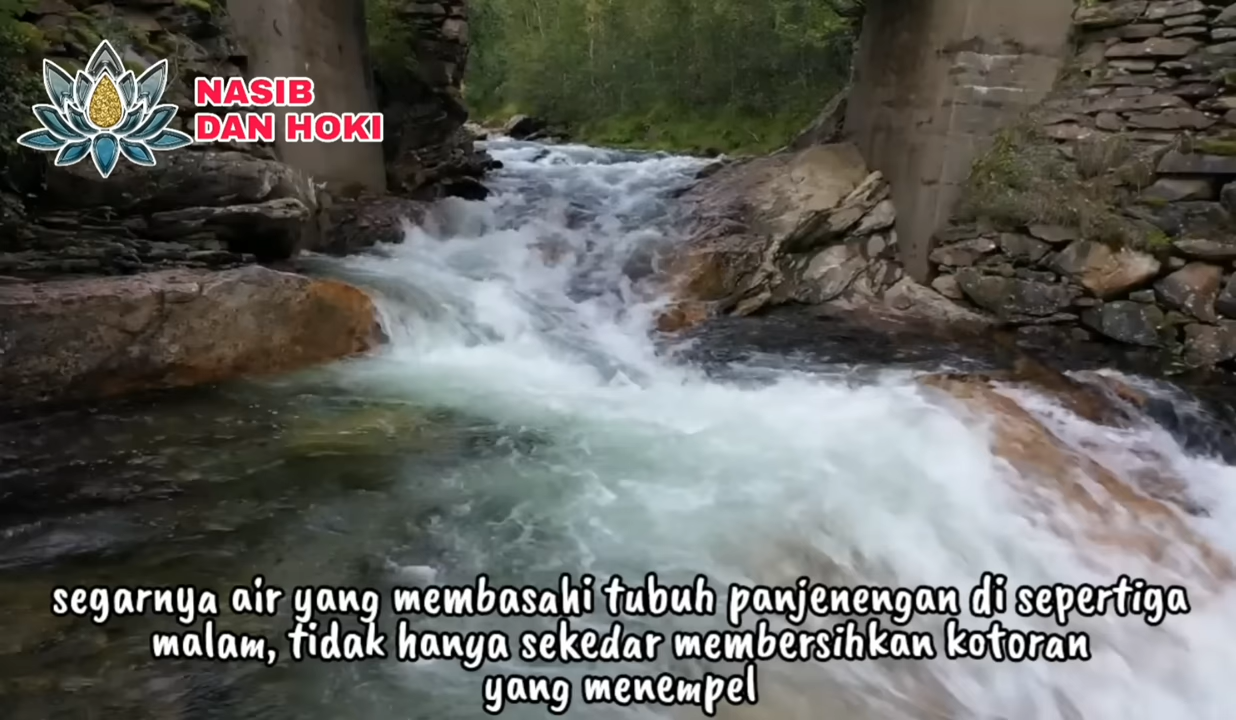 NASIB
DAN HOKI
segarnya air yang membasahi tubuh panjenengan di sepertiga
malam, tidak hanya sekedar membersihkan kotoran
yang menempel